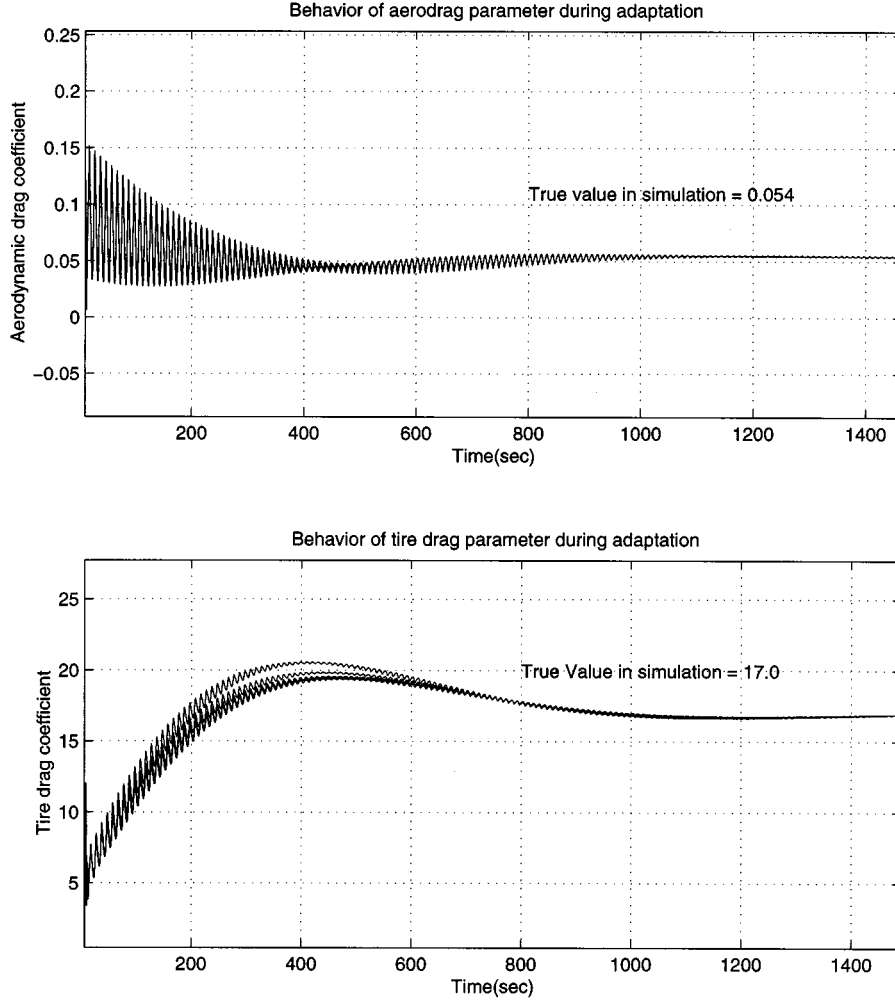 Behavior of aerodrag parameter during adaptation
0.25
0.2
0.15
0.1
0.05
0
−0.05
Aerodynamic drag coefficient
True value in simulation = 0.054
200 400 600 800 1000 1200 1400
Time(sec)
Behavior of tire drag parameter during adaptation
25
20
15
10
5
Tire drag coefficient
True Value in simulation = 17.0
200 400 600 800 1000 1200 1400
Time(sec)